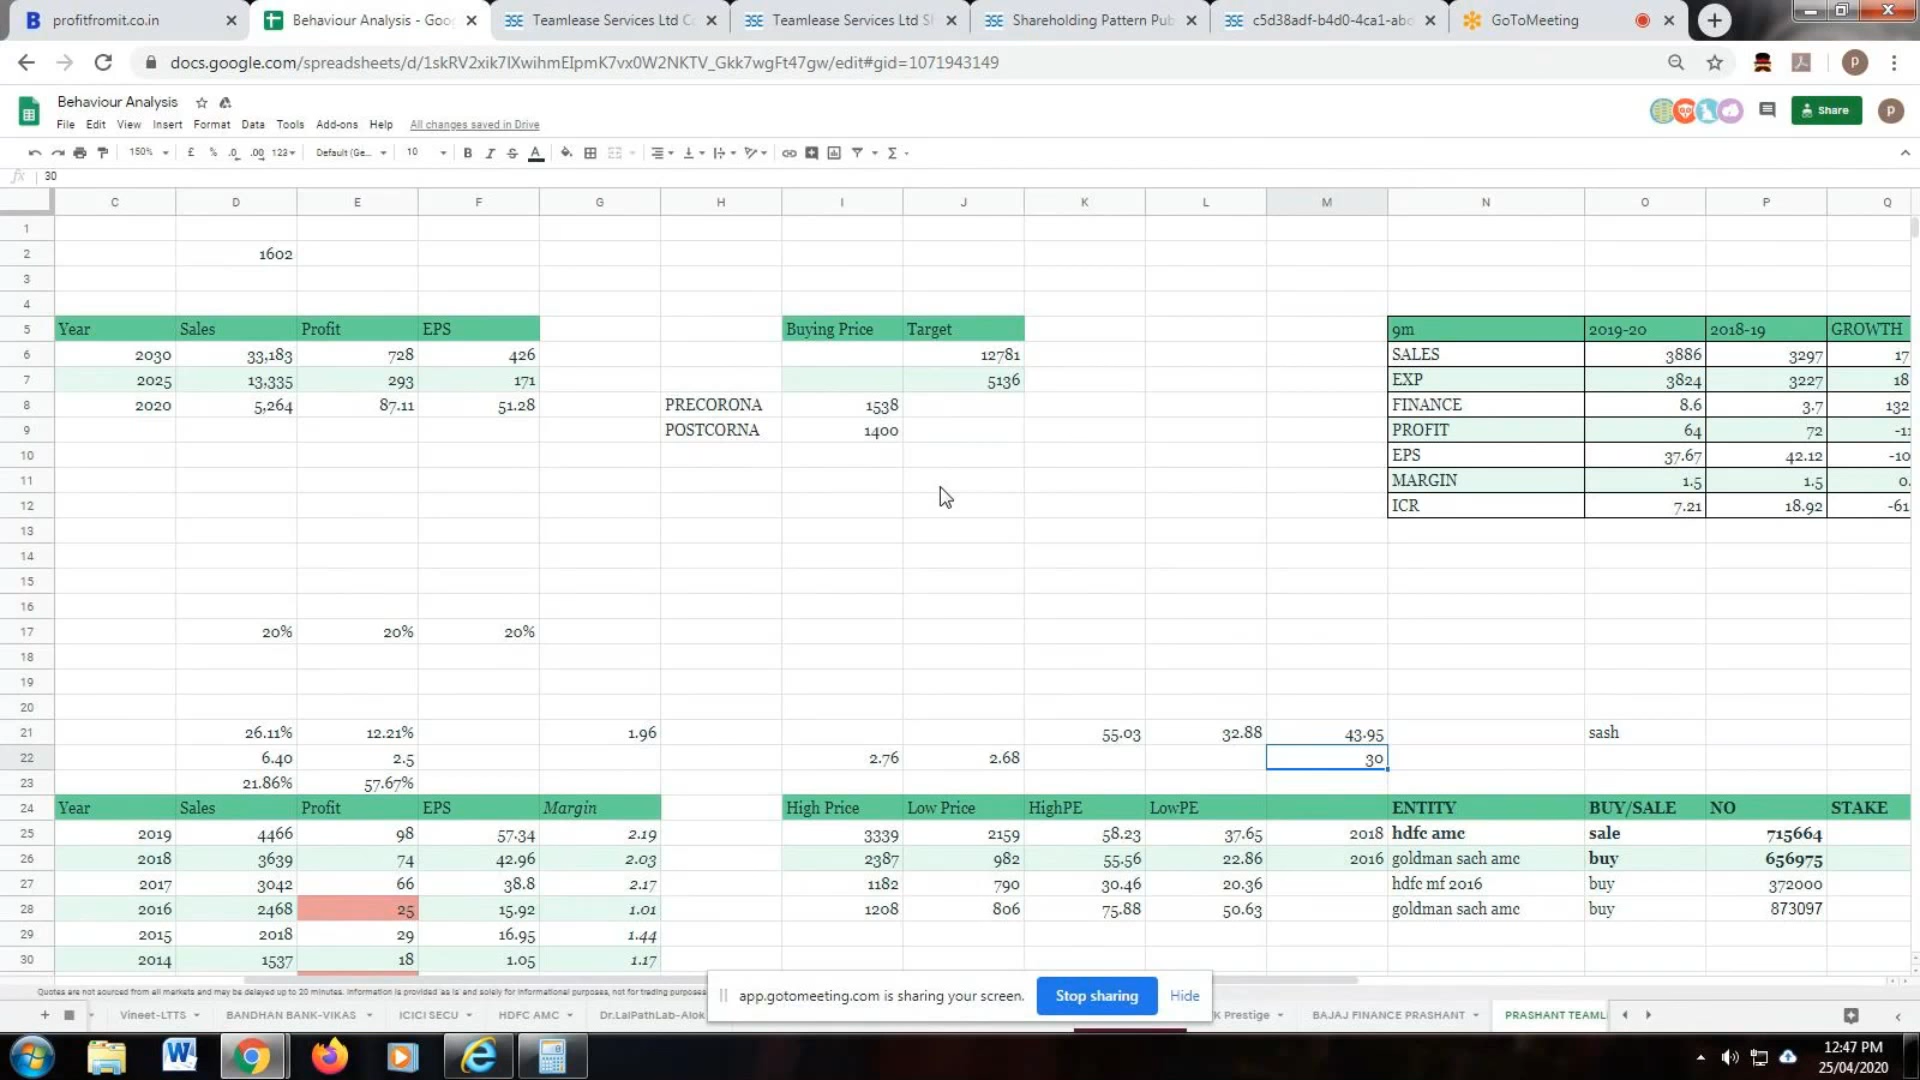 profitfromit.co.in
Behaviour Analysis - Goo
Teamlease Services Ltd Co
Teamlease Services Ltd Sh
Shareholding Pattern Pub
c5d38adf-b4d0-4ca1-abc
GoToMeeting
docs.google.com/spreadsheets/d/1skRV2xik7lXwihmEIpmK7vx0W2NKTV_Gkk7wgFt47gw/edit#gid=1071943149
P
Behaviour Analysis
Share
P
File Edit View Insert Format Data Tools Add-ons Help All changes saved in Drive
150% £ % .0 .00 123 Default (Ge... 10 B I S A Σ
fx 30
C D E F G H I J K L M N O P Q
1
2 1602
3
4
5 Year Sales Profit EPS Buying Price Target 9m 2019-20 2018-19 GROWTH
6 2030 33,183 728 426 12781 SALES 3886 3297 17
7 2025 13,335 293 171 5136 EXP 3824 3227 18
8 2020 5,264 87.11 51.28 PRECORONA 1538 FINANCE 8.6 3.7 132
9 POSTCORNA 1400 PROFIT 64 72 -11
10 EPS 37.67 42.12 -10
11 MARGIN 1.5 1.5 0.
12 ICR 7.21 18.92 -61
13
14
15
16
17 20% 20% 20%
18
19
20
21 26.11% 12.21% 1.96 55.03 32.88 43.95 sash
22 6.40 2.5 2.76 2.68 30
23 21.86% 57.67%
24 Year Sales Profit EPS Margin High Price Low Price HighPE LowPE ENTITY BUY/SALE NO STAKE
25 2019 4466 98 57.34 2.19 3339 2159 58.23 37.65 2018 hdfc amc sale 715664
26 2018 3639 74 42.96 2.03 2387 982 55.56 22.86 2016 goldman sach amc buy 656975
27 2017 3042 66 38.8 2.17 1182 790 30.46 20.36 hdfc mf 2016 buy 372000
28 2016 2468 25 15.92 1.01 1208 806 75.88 50.63 goldman sach amc buy 873097
29 2015 2018 29 16.95 1.44
30 2014 1537 18 1.05 1.17
Quotes are not sourced from all markets and may be delayed up to 20 minutes. Information is provided 'as is' and solely for informational purposes, not for trading purposes
app.gotomeeting.com is sharing your screen. Stop sharing Hide
Vineet-LTTS BANDHAN BANK-VIKAS ICICI SECU HDFC AMC Dr.LalPathLab-Alok K Prestige BAJAJ FINANCE PRASHANT PRASHANT TEAML
12:47 PM
25/04/2020